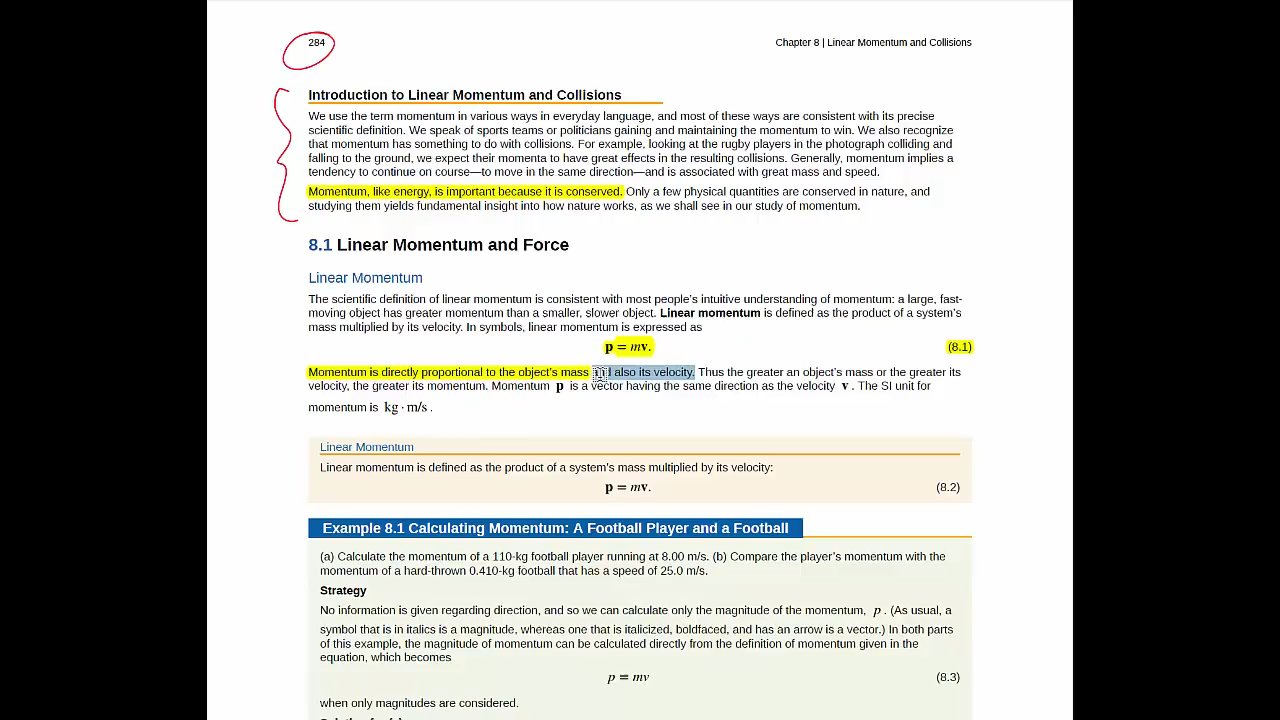 284
Chapter 8 | Linear Momentum and Collisions
Introduction to Linear Momentum and Collisions
We use the term momentum in various ways in everyday language, and most of these ways are consistent with its precise
scientific definition. We speak of sports teams or politicians gaining and maintaining the momentum to win. We also recognize
that momentum has something to do with collisions. For example, looking at the rugby players in the photograph colliding and
falling to the ground, we expect their momenta to have great effects in the resulting collisions. Generally, momentum implies a
tendency to continue on course—to move in the same direction—and is associated with great mass and speed.
Momentum, like energy, is important because it is conserved. Only a few physical quantities are conserved in nature, and
studying them yields fundamental insight into how nature works, as we shall see in our study of momentum.
8.1 Linear Momentum and Force
Linear Momentum
The scientific definition of linear momentum is consistent with most people's intuitive understanding of momentum: a large, fast-
moving object has greater momentum than a smaller, slower object. Linear momentum is defined as the product of a system's
mass multiplied by its velocity. In symbols, linear momentum is expressed as
p = mv. (8.1)
Momentum is directly proportional to the object's mass also its velocity. Thus the greater an object's mass or the greater its
velocity, the greater its momentum. Momentum p is a vector having the same direction as the velocity v . The SI unit for
momentum is kg · m/s .
Linear Momentum
Linear momentum is defined as the product of a system's mass multiplied by its velocity:
p = mv. (8.2)
Example 8.1 Calculating Momentum: A Football Player and a Football
(a) Calculate the momentum of a 110-kg football player running at 8.00 m/s. (b) Compare the player's momentum with the
momentum of a hard-thrown 0.410-kg football that has a speed of 25.0 m/s.
Strategy
No information is given regarding direction, and so we can calculate only the magnitude of the momentum, p . (As usual, a
symbol that is in italics is a magnitude, whereas one that is italicized, boldfaced, and has an arrow is a vector.) In both parts
of this example, the magnitude of momentum can be calculated directly from the definition of momentum given in the
equation, which becomes
p = mv (8.3)
when only magnitudes are considered.